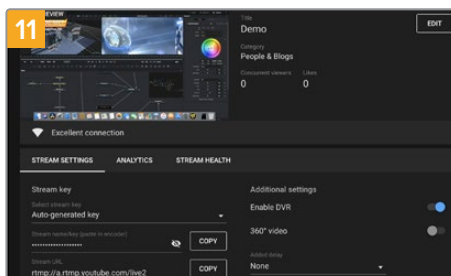 11
PREVIEW
Title
Demo
EDIT
Category
People & Blogs
Concurrent viewers Likes
0 0
Excellent connection
STREAM SETTINGS ANALYTICS STREAM HEALTH
Stream key
Additional settings
Select stream key
Auto-generated key
Enable DVR
Stream name/key (paste in encoder)
COPY
360° video
Stream URL
rtmp://a.rtmp.youtube.com/live2
COPY
Added delay
None